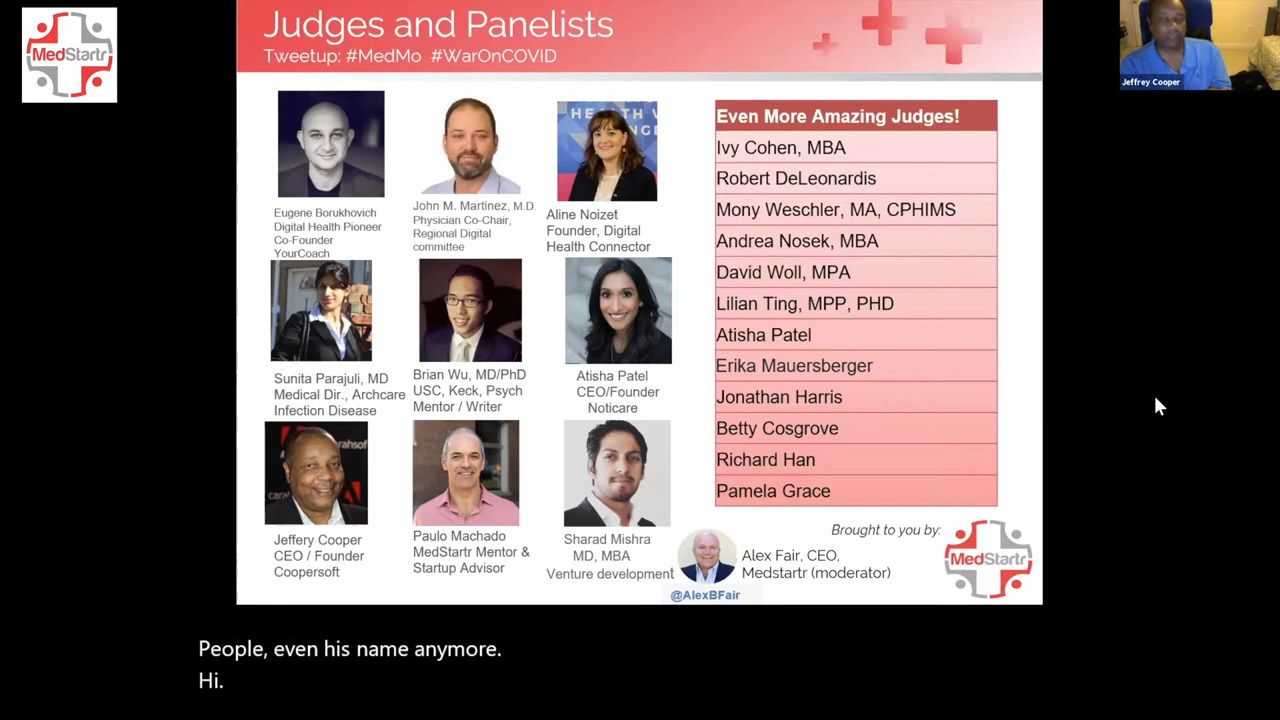 MedStartr
Judges and Panelists
Tweetup: #MedMo #WarOnCOVID
Jeffrey Cooper
HEALTH V
NGE
Eugene Borukhovich
Digital Health Pioneer
Co-Founder
YourCoach
John M. Martinez, M.D.
Physician Co-Chair,
Regional Digital
committee
Aline Noizet
Founder, Digital
Health Connector
Sunita Parajuli, MD
Medical Dir., Archcare
Infection Disease
Brian Wu, MD/PhD
USC, Keck, Psych
Mentor / Writer
Atisha Patel
CEO/Founder
Noticare
Jeffery Cooper
CEO / Founder
Coopersoft
Paulo Machado
MedStartr Mentor &
Startup Advisor
Sharad Mishra
MD, MBA
Venture development
Even More Amazing Judges!
Ivy Cohen, MBA
Robert DeLeonardis
Mony Weschler, MA, CPHIMS
Andrea Nosek, MBA
David Woll, MPA
Lilian Ting, MPP, PHD
Atisha Patel
Erika Mauersberger
Jonathan Harris
Betty Cosgrove
Richard Han
Pamela Grace
Brought to you by:
Alex Fair, CEO,
Medstartr (moderator)
@AlexBFair
MedStartr
People, even his name anymore.
Hi.